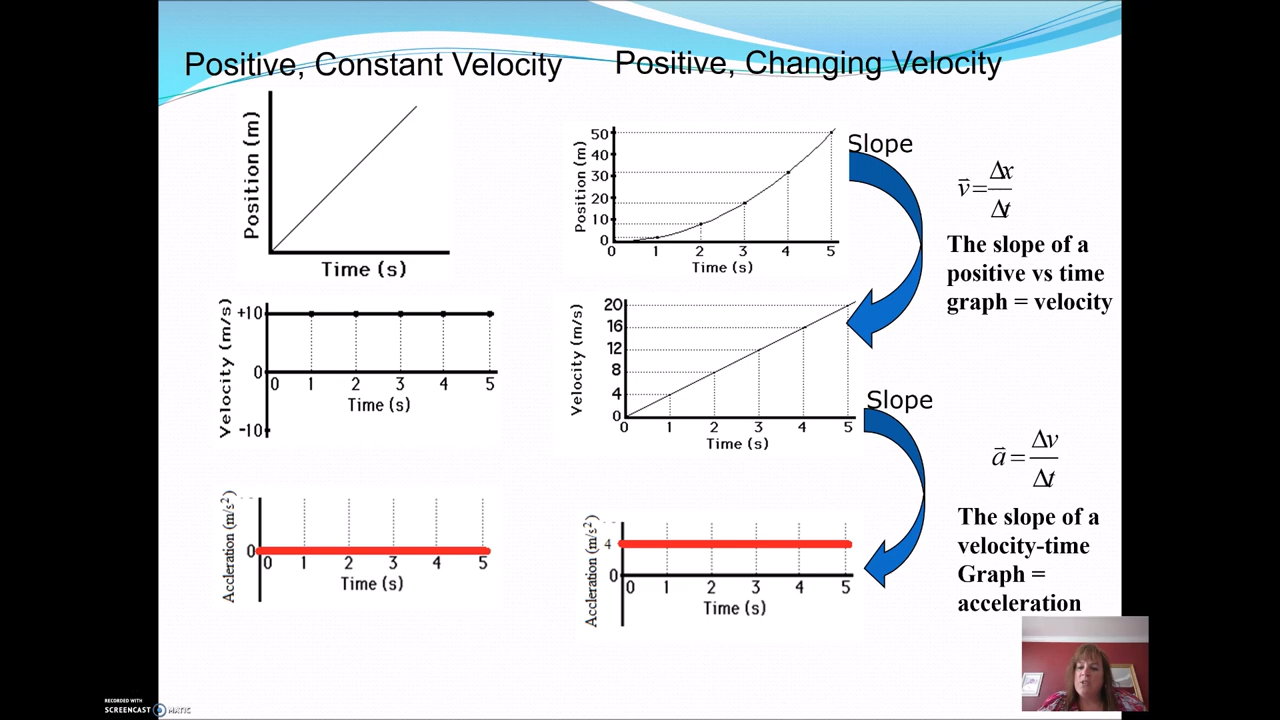 Positive, Constant Velocity
Positive, Changing Velocity
Position (m)
Time (s)
Position (m)
50
40
30
20
10
0
0 1 2 3 4 5
Time (s)
Slope
v = Δx
Δt
The slope of a
positive vs time
graph = velocity
Velocity (m/s)
+10
0
-10
0 1 2 3 4 5
Time (s)
Velocity (m/s)
20
16
12
8
4
0
0 1 2 3 4 5
Time (s)
Slope
a = Δv
Δt
The slope of a
velocity-time
Graph =
acceleration
Accleration (m/s²)
0
0 1 2 3 4 5
Time (s)
Accleration (m/s²)
4
0
0 1 2 3 4 5
Time (s)
RECORDED WITH
SCREENCAST MATIC